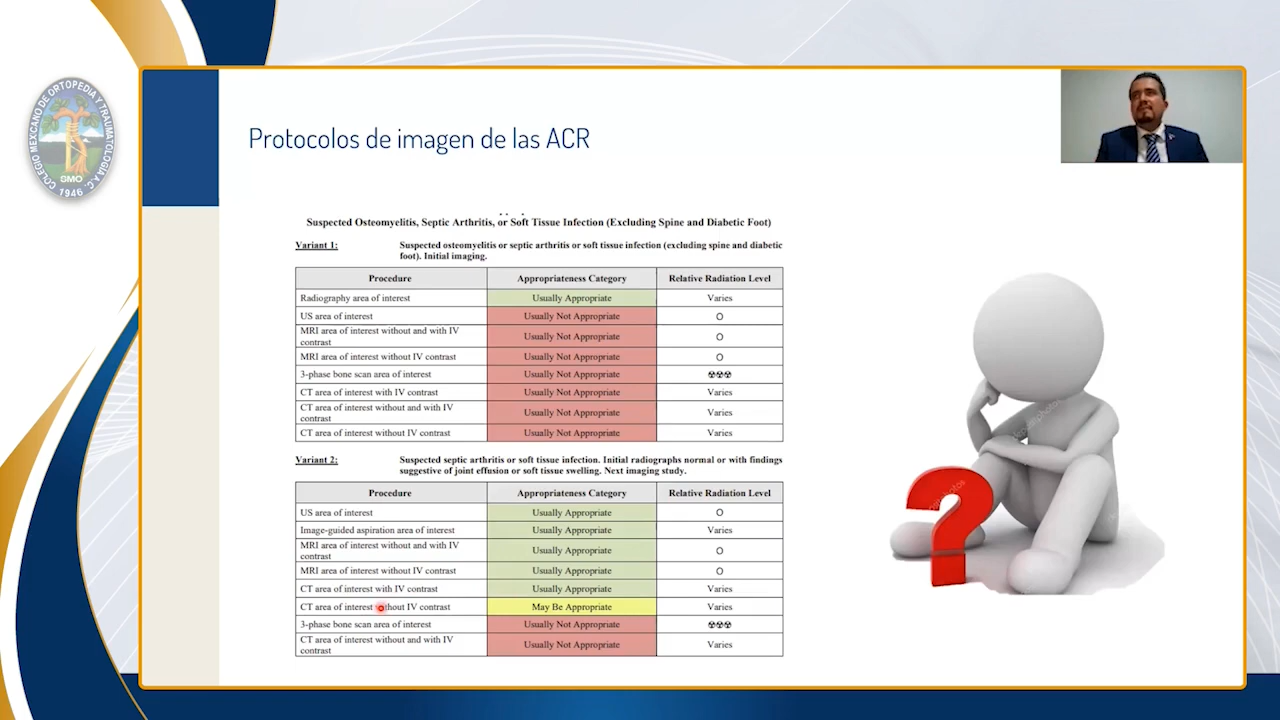 COLEGIO MEXICANO DE ORTOPEDIA Y TRAUMATOLOGIA A.C.
SMO
1946
Protocolos de imagen de las ACR
Suspected Osteomyelitis, Septic Arthritis, or Soft Tissue Infection (Excluding Spine and Diabetic Foot)
Variant 1: Suspected osteomyelitis or septic arthritis or soft tissue infection (excluding spine and diabetic
foot). Initial imaging.
Procedure Appropriateness Category Relative Radiation Level
Radiography area of interest Usually Appropriate Varies
US area of interest Usually Not Appropriate O
MRI area of interest without and with IV
contrast Usually Not Appropriate O
MRI area of interest without IV contrast Usually Not Appropriate O
3-phase bone scan area of interest Usually Not Appropriate ☢☢☢
CT area of interest with IV contrast Usually Not Appropriate Varies
CT area of interest without and with IV
contrast Usually Not Appropriate Varies
CT area of interest without IV contrast Usually Not Appropriate Varies
Variant 2: Suspected septic arthritis or soft tissue infection. Initial radiographs normal or with findings
suggestive of joint effusion or soft tissue swelling. Next imaging study.
Procedure Appropriateness Category Relative Radiation Level
US area of interest Usually Appropriate O
Image-guided aspiration area of interest Usually Appropriate Varies
MRI area of interest without and with IV
contrast Usually Appropriate O
MRI area of interest without IV contrast Usually Appropriate O
CT area of interest with IV contrast Usually Appropriate Varies
CT area of interest without IV contrast May Be Appropriate Varies
3-phase bone scan area of interest Usually Not Appropriate ☢☢☢
CT area of interest without and with IV
contrast Usually Not Appropriate Varies
?